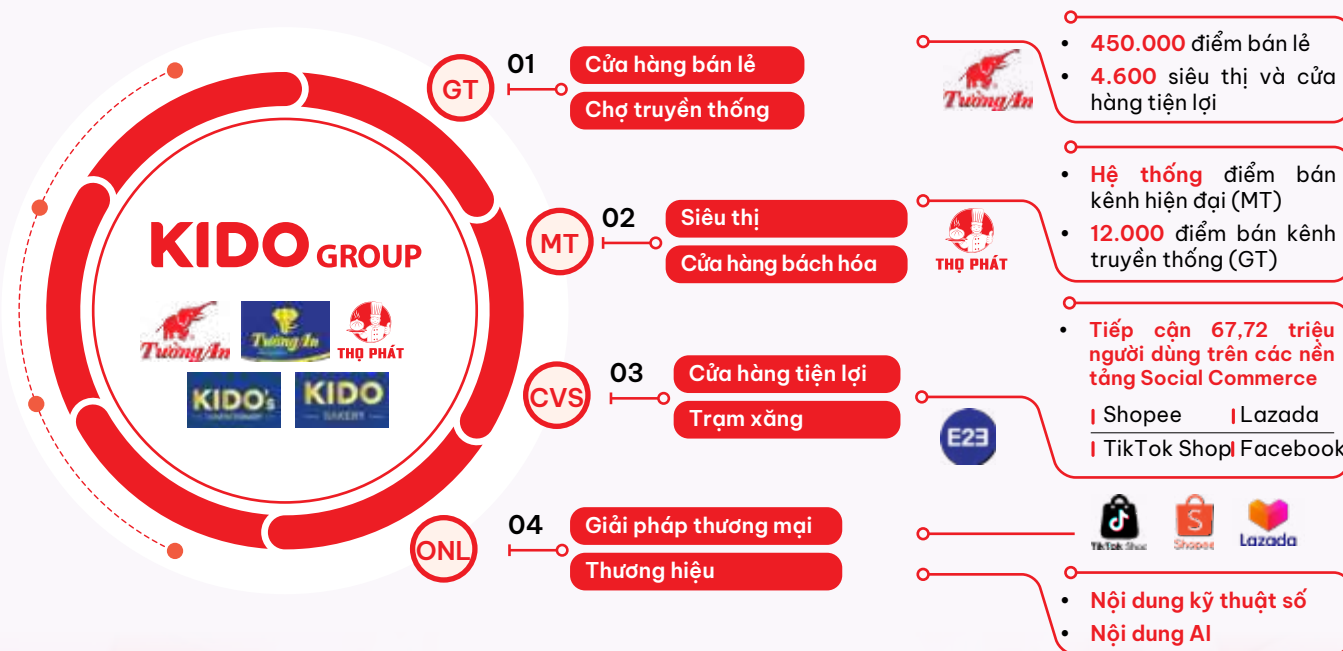 KIDO GROUP
Tường An
Tường An
THỌ PHÁT
KIDO's
KIDO
BAKERY
GT
01
Cửa hàng bán lẻ
Chợ truyền thống
MT
02
Siêu thị
Cửa hàng bách hóa
CVS
03
Cửa hàng tiện lợi
Trạm xăng
ONL
04
Giải pháp thương mại
Thương hiệu
Tường An
• 450.000 điểm bán lẻ
• 4.600 siêu thị và cửa
hàng tiện lợi
THỌ PHÁT
• Hệ thống điểm bán
kênh hiện đại (MT)
• 12.000 điểm bán kênh
truyền thống (GT)
E23
• Tiếp cận 67,72 triệu
người dùng trên các nền
tảng Social Commerce
Shopee Lazada
TikTok Shop Facebook
TikTok Shop
Shopee
Lazada
• Nội dung kỹ thuật số
• Nội dung AI